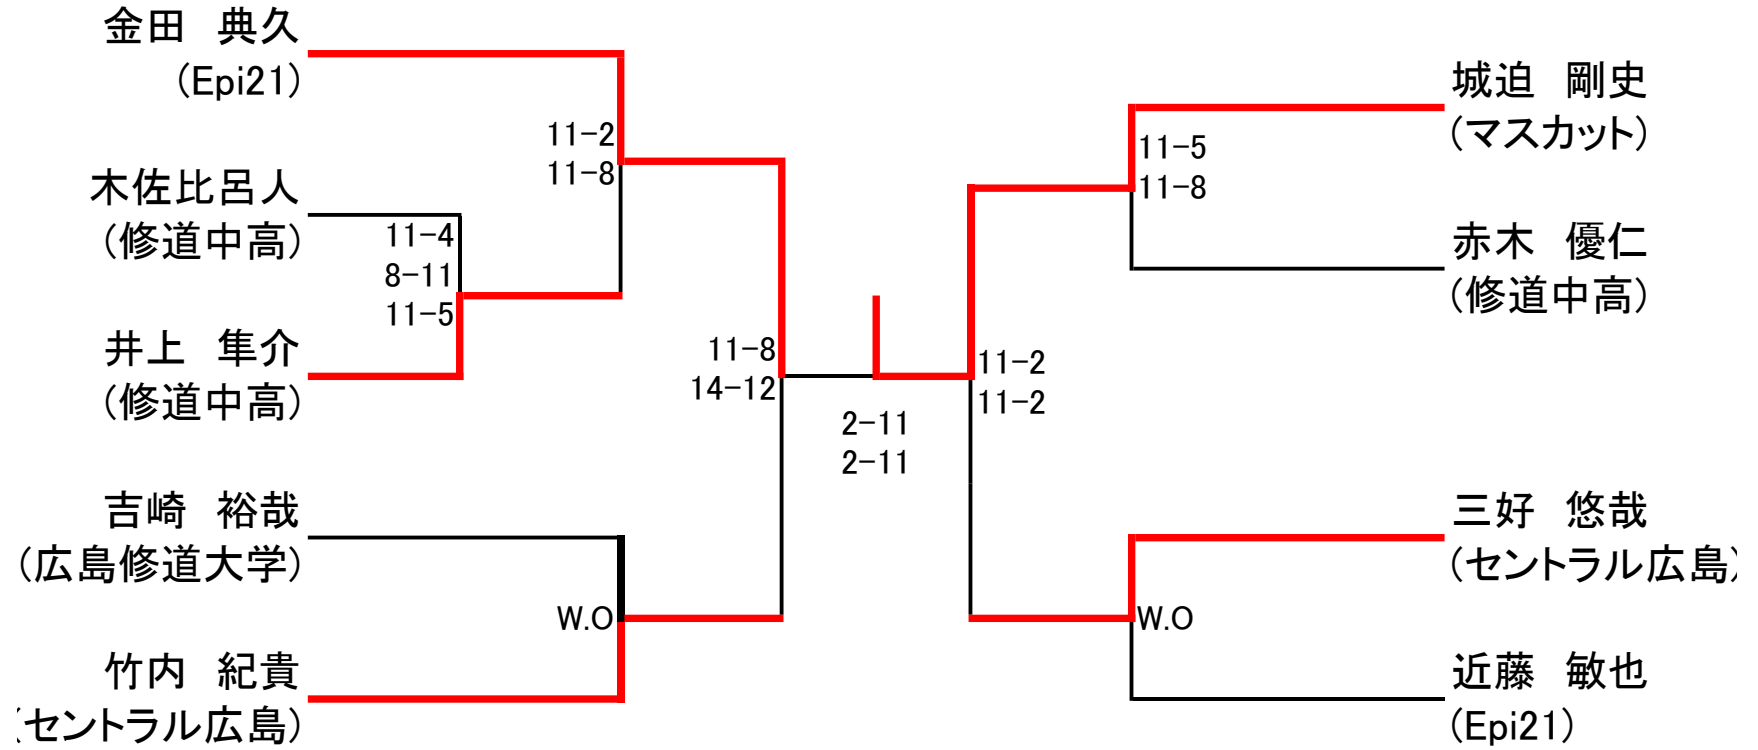 金田　典久
(Epi21)
木佐比呂人
(修道中高)
井上　隼介
(修道中高)
吉崎　裕哉
(広島修道大学)
竹内　紀貴
(セントラル広島)
11-4
8-11
11-5
11-2
11-8
W.O
11-8
14-12
2-11
2-11
11-2
11-2
11-5
11-8
W.O
城迫　剛史
(マスカット)
赤木　優仁
(修道中高)
三好　悠哉
(セントラル広島)
近藤　敏也
(Epi21)